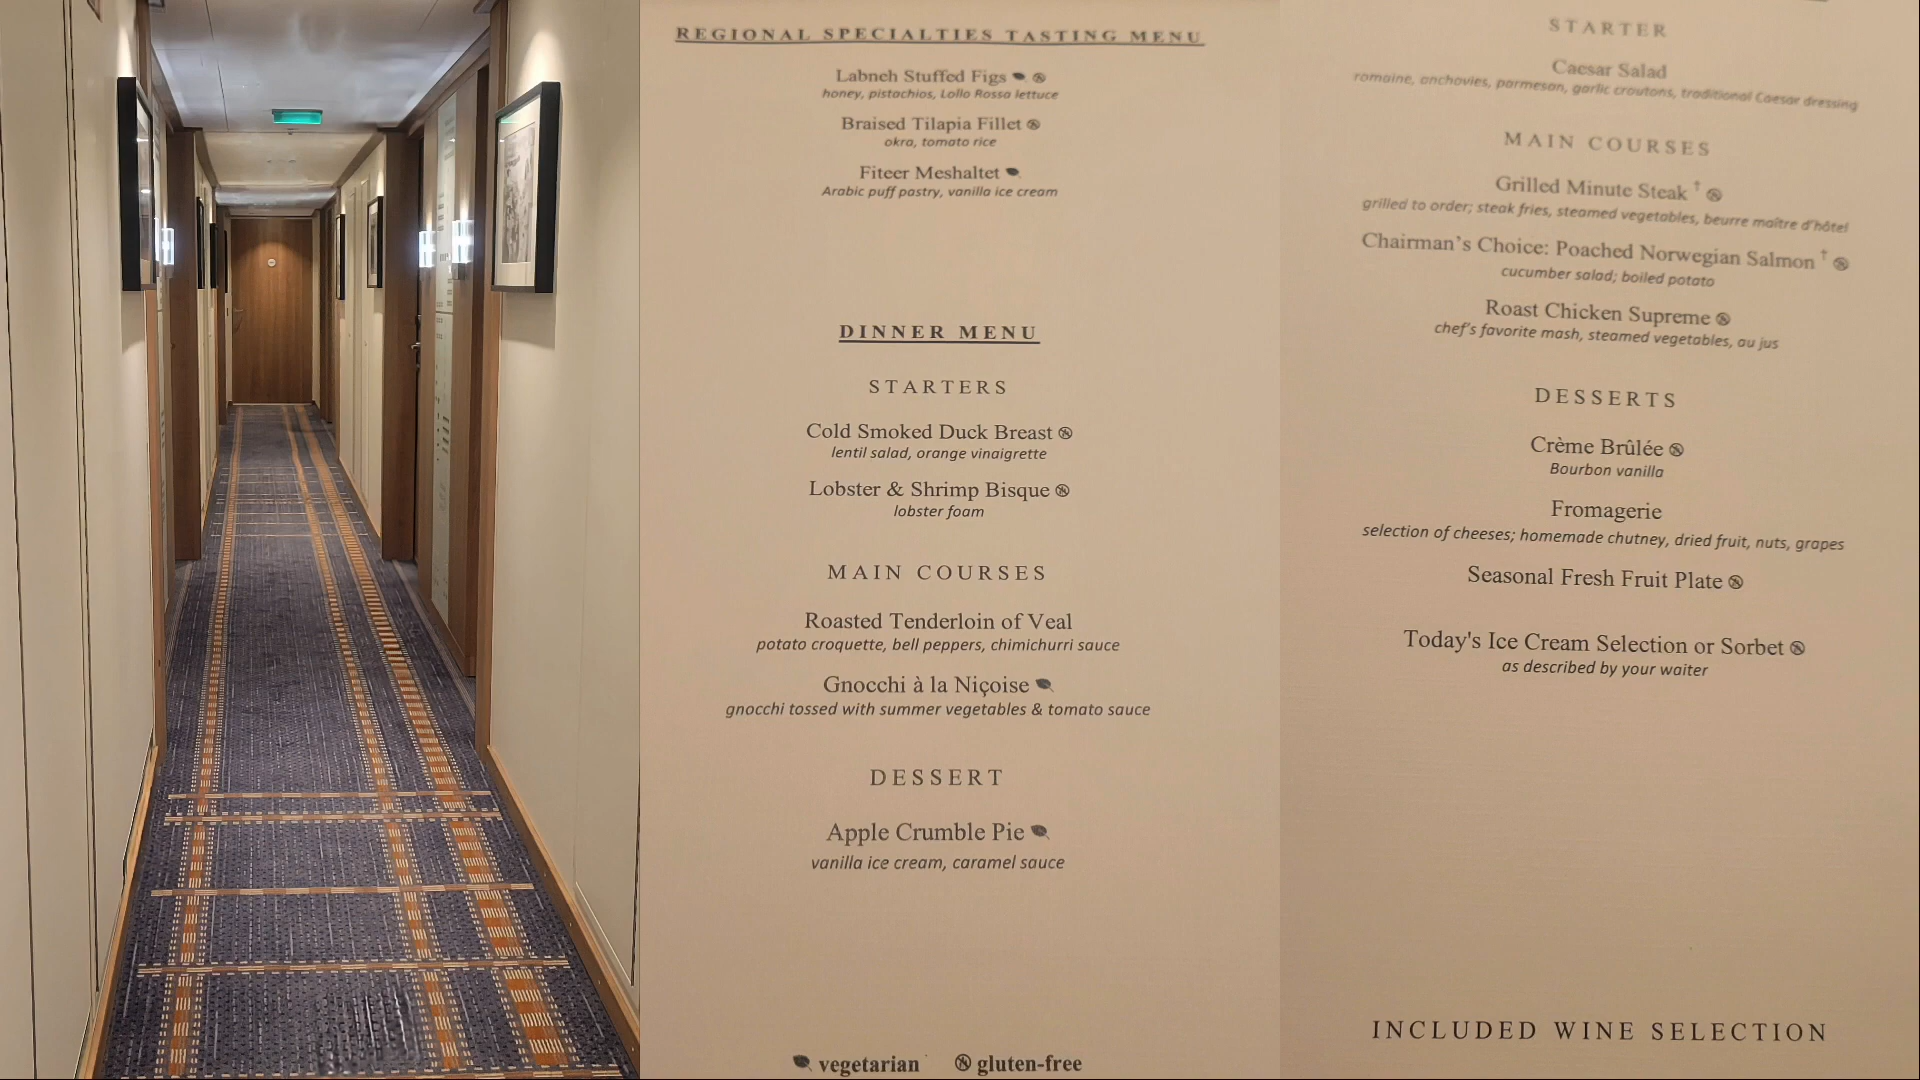 REGIONAL SPECIALTIES TASTING MENU
Labneh Stuffed Figs
honey, pistachios, Lollo Rossa lettuce
Braised Tilapia Fillet
okra, tomato rice
Fiteer Meshaltet
Arabic puff pastry, vanilla ice cream
DINNER MENU
STARTERS
Cold Smoked Duck Breast
lentil salad, orange vinaigrette
Lobster & Shrimp Bisque
lobster foam
MAIN COURSES
Roasted Tenderloin of Veal
potato croquette, bell peppers, chimichurri sauce
Gnocchi à la Niçoise
gnocchi tossed with summer vegetables & tomato sauce
DESSERT
Apple Crumble Pie
vanilla ice cream, caramel sauce
vegetarian gluten-free
STARTER
Caesar Salad
romaine, anchovies, parmesan, garlic croutons, traditional Caesar dressing
MAIN COURSES
Grilled Minute Steak †
grilled to order; steak fries, steamed vegetables, beurre maître d'hôtel
Chairman's Choice: Poached Norwegian Salmon †
cucumber salad; boiled potato
Roast Chicken Supreme
chef's favorite mash, steamed vegetables, au jus
DESSERTS
Crème Brûlée
Bourbon vanilla
Fromagerie
selection of cheeses; homemade chutney, dried fruit, nuts, grapes
Seasonal Fresh Fruit Plate
Today's Ice Cream Selection or Sorbet
as described by your waiter
INCLUDED WINE SELECTION